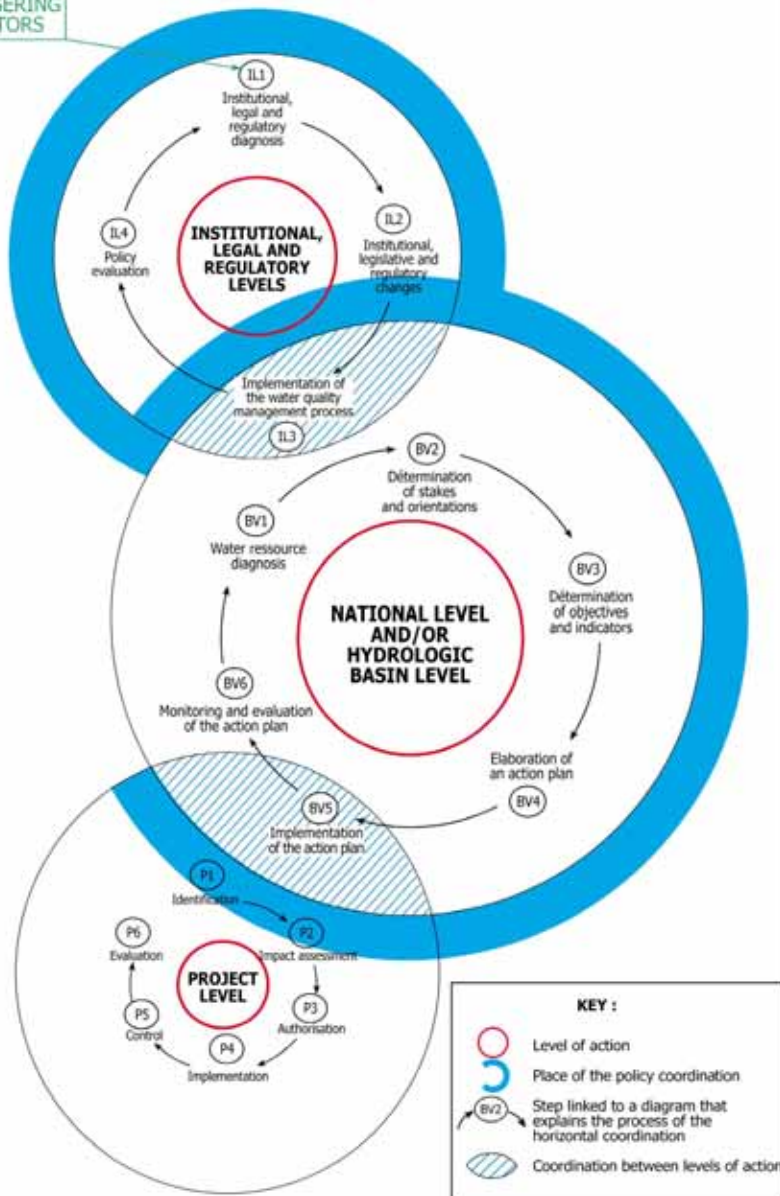 TORS
IL1
Institutional,
legal and
regulatory
diagnosis
IL2
Institutional,
legislative and
regulatory
changes
IL4
Policy
evaluation
INSTITUTIONAL,
LEGAL AND
REGULATORY
LEVELS
Implementation of
the water quality
management process
IL3
BV2
Détermination
of stakes
and orientations
BV1
Water ressource
diagnosis
BV3
Détermination
of objectives
and indicators
NATIONAL LEVEL
AND/OR
HYDROLOGIC
BASIN LEVEL
BV6
Monitoring and evaluation
of the action plan
Elaboration of
an action plan
BV4
BV5
Implementation
of the action plan
P1
Identification
P2
Impact assessment
P6
Evaluation
PROJECT
LEVEL
P3
Authorisation
P5
Control
P4
Implementation
KEY :
Level of action
Place of the policy coordination
BV2
Step linked to a diagram that
explains the process of the
horizontal coordination
Coordination between levels of action